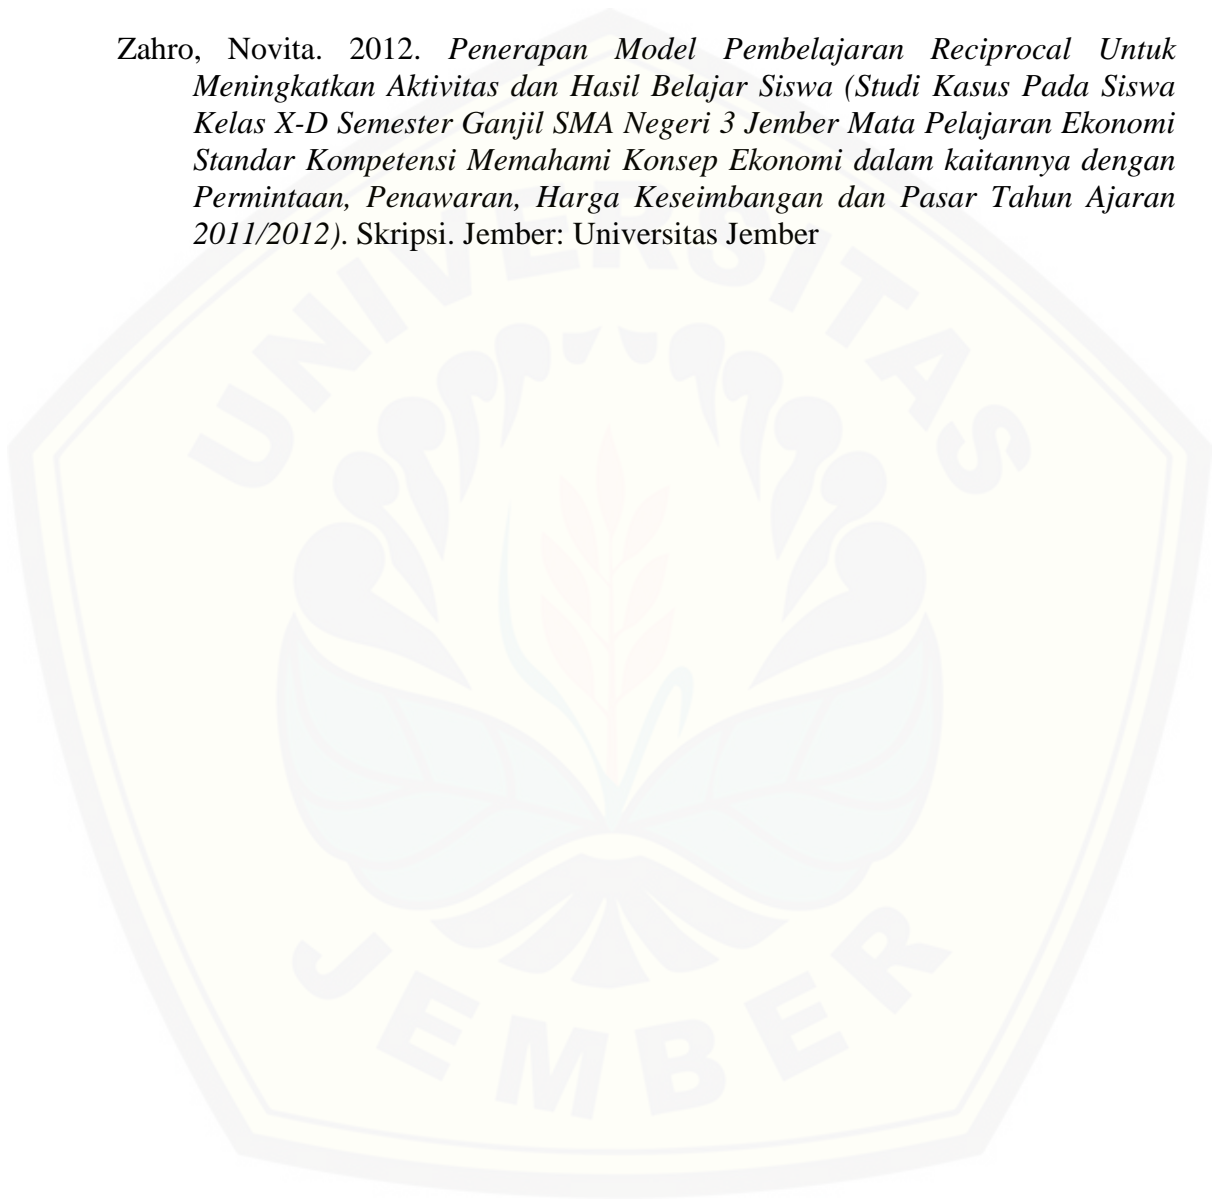 Zahro, Novita. 2012. Penerapan Model Pembelajaran Reciprocal Untuk
Meningkatkan Aktivitas dan Hasil Belajar Siswa (Studi Kasus Pada Siswa
Kelas X-D Semester Ganjil SMA Negeri 3 Jember Mata Pelajaran Ekonomi
Standar Kompetensi Memahami Konsep Ekonomi dalam kaitannya dengan
Permintaan, Penawaran, Harga Keseimbangan dan Pasar Tahun Ajaran
2011/2012). Skripsi. Jember: Universitas Jember
UNIVERSITAS
JEMBER